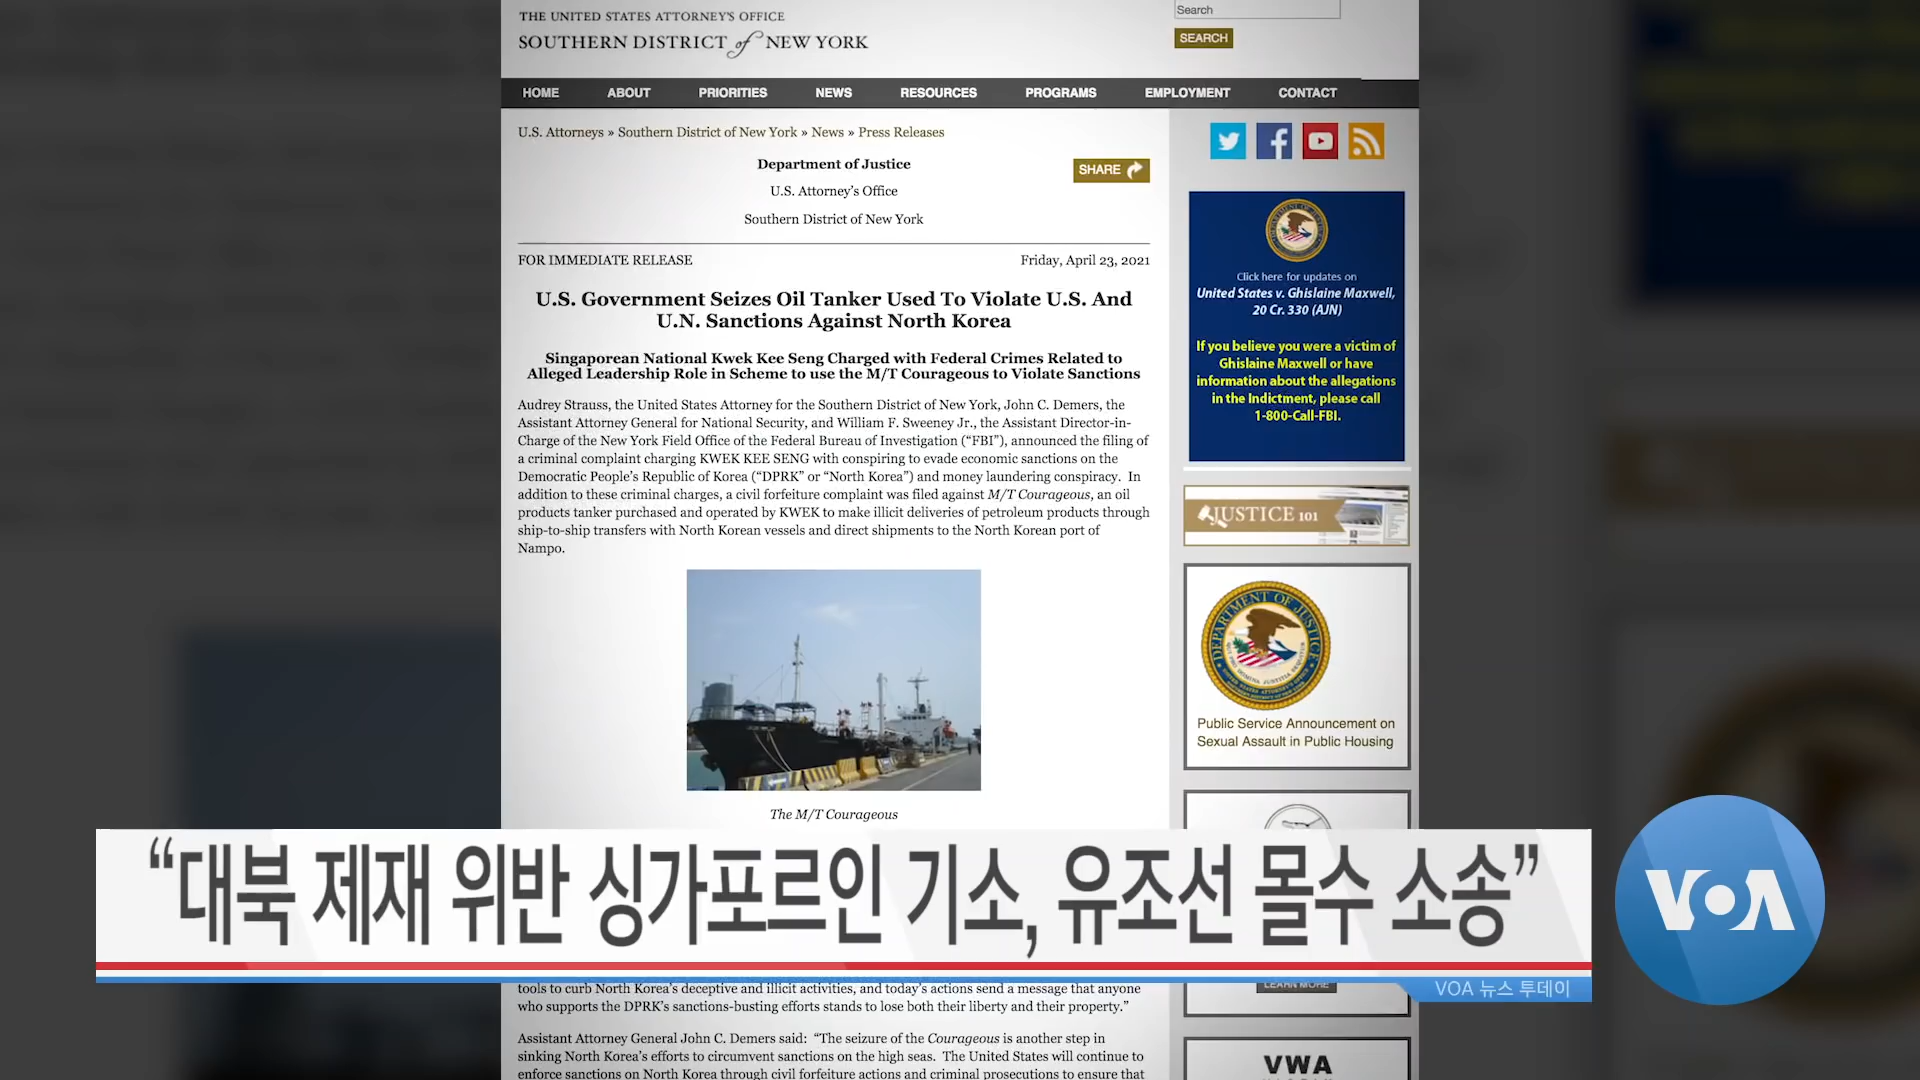 THE UNITED STATES ATTORNEY'S OFFICE
SOUTHERN DISTRICT of NEW YORK
Search
SEARCH
HOME ABOUT PRIORITIES NEWS RESOURCES PROGRAMS EMPLOYMENT CONTACT
U.S. Attorneys » Southern District of New York » News » Press Releases
Department of Justice
SHARE
U.S. Attorney's Office
Southern District of New York
FOR IMMEDIATE RELEASE
Friday, April 23, 2021
U.S. Government Seizes Oil Tanker Used To Violate U.S. And
U.N. Sanctions Against North Korea
Singaporean National Kwek Kee Seng Charged with Federal Crimes Related to
Alleged Leadership Role in Scheme to use the M/T Courageous to Violate Sanctions
Audrey Strauss, the United States Attorney for the Southern District of New York, John C. Demers, the
Assistant Attorney General for National Security, and William F. Sweeney Jr., the Assistant Director-in-
Charge of the New York Field Office of the Federal Bureau of Investigation (“FBI”), announced the filing of
a criminal complaint charging KWEK KEE SENG with conspiring to evade economic sanctions on the
Democratic People's Republic of Korea (“DPRK” or “North Korea”) and money laundering conspiracy. In
addition to these criminal charges, a civil forfeiture complaint was filed against M/T Courageous, an oil
products tanker purchased and operated by KWEK to make illicit deliveries of petroleum products through
ship-to-ship transfers with North Korean vessels and direct shipments to the North Korean port of
Nampo.
The M/T Courageous
Click here for updates on
United States v. Ghislaine Maxwell,
20 Cr. 330 (AJN)
If you believe you were a victim of
Ghislaine Maxwell or have
information about the allegations
in the Indictment, please call
1-800-Call-FBI.
JUSTICE 101
DEPARTMENT OF JUSTICE
Public Service Announcement on
Sexual Assault in Public Housing
“대북 제재 위반 싱가포르인 기소, 유조선 몰수 소송”
VOA
VOA 뉴스 투데이
tools to curb North Korea's deceptive and illicit activities, and today's actions send a message that anyone
who supports the DPRK's sanctions-busting efforts stands to lose both their liberty and their property.”
Assistant Attorney General John C. Demers said: “The seizure of the Courageous is another step in
sinking North Korea's efforts to circumvent sanctions on the high seas. The United States will continue to
enforce sanctions on North Korea through civil forfeiture actions and criminal prosecutions to ensure that
LEARN MORE
VWA